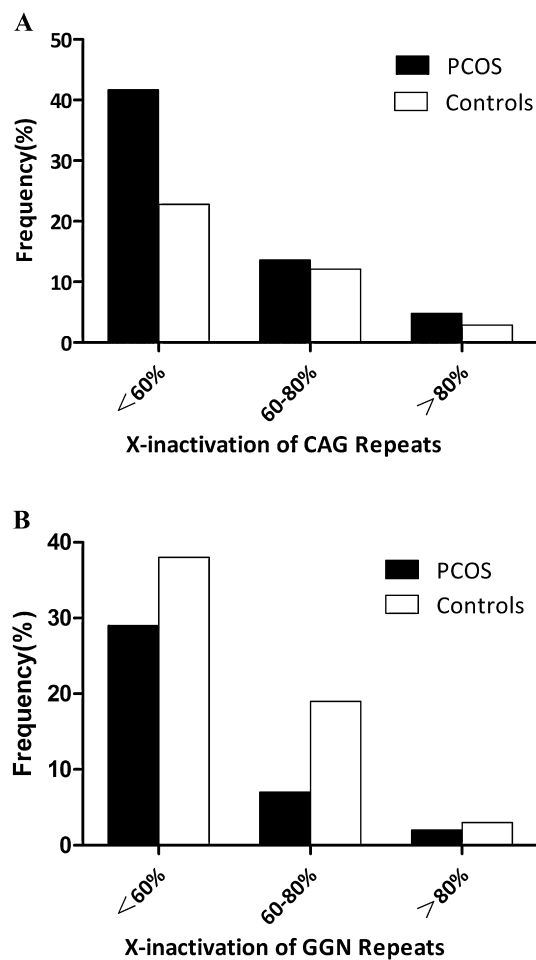 A
50
40
30
20
10
0
Frequency(%)
PCOS
Controls
<60%
60-80%
>80%
X-inactivation of CAG Repeats
B
40
30
20
10
0
Frequency(%)
PCOS
Controls
<60%
60-80%
>80%
X-inactivation of GGN Repeats